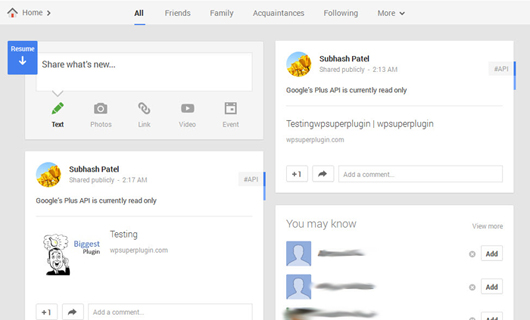 Home
All Friends Family Acquaintances Following More
Resume
Share what's new...
Text Photos Link Video Event
Subhash Patel
Shared publicly - 2:17 AM
#API
Google's Plus API is currently read only
Biggest
Plugin
Testing
wpsuperplugin.com
+1
Add a comment...
Subhash Patel
Shared publicly - 2:13 AM
#API
Google's Plus API is currently read only
Testingwpsuperplugin | wpsuperplugin
wpsuperplugin.com
+1
Add a comment...
You may know
View more
Add
Add
Add